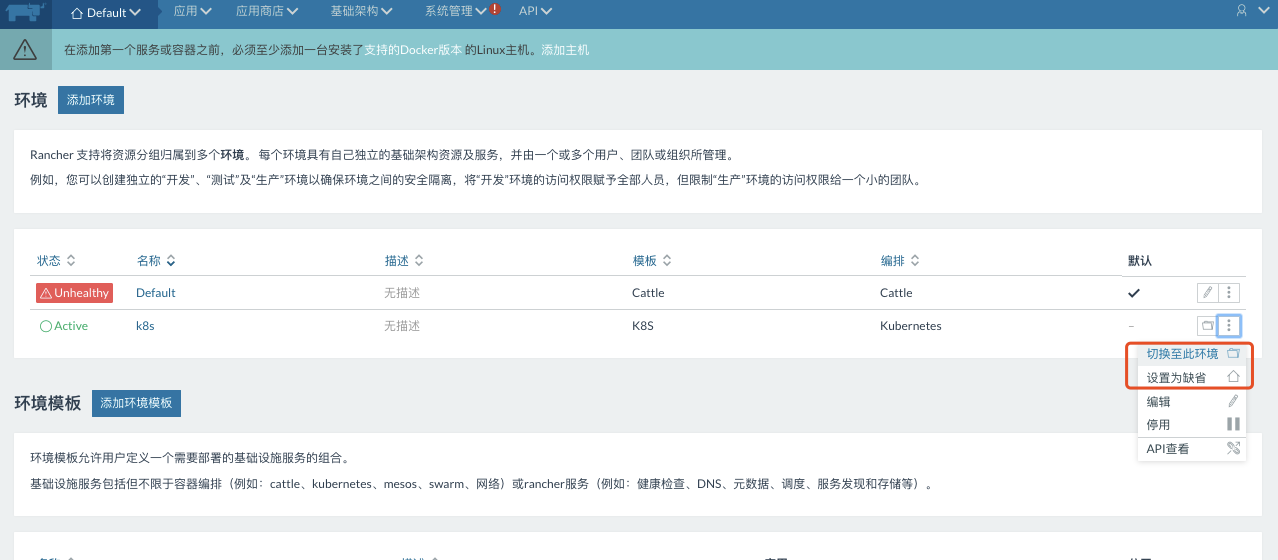 Default 应用 应用商店 基础架构 系统管理 API
在添加第一个服务或容器之前，必须至少添加一台安装了支持的Docker版本 的Linux主机。添加主机
环境 添加环境
Rancher 支持将资源分组归属到多个环境。 每个环境具有自己独立的基础架构资源及服务，并由一个或多个用户、团队或组织所管理。
例如，您可以创建独立的“开发”、“测试”及“生产”环境以确保环境之间的安全隔离，将“开发”环境的访问权限赋予全部人员，但限制“生产”环境的访问权限给一个小的团队。
状态 名称 描述 模板 编排 默认
Unhealthy Default 无描述 Cattle Cattle
Active k8s 无描述 K8S Kubernetes –
切换至此环境
设置为缺省
编辑
停用
API查看
环境模板 添加环境模板
环境模板允许用户定义一个需要部署的基础设施服务的组合。
基础设施服务包括但不限于容器编排（例如：cattle、kubernetes、mesos、swarm、网络）或rancher服务（例如：健康检查、DNS、元数据、调度、服务发现和存储等）。